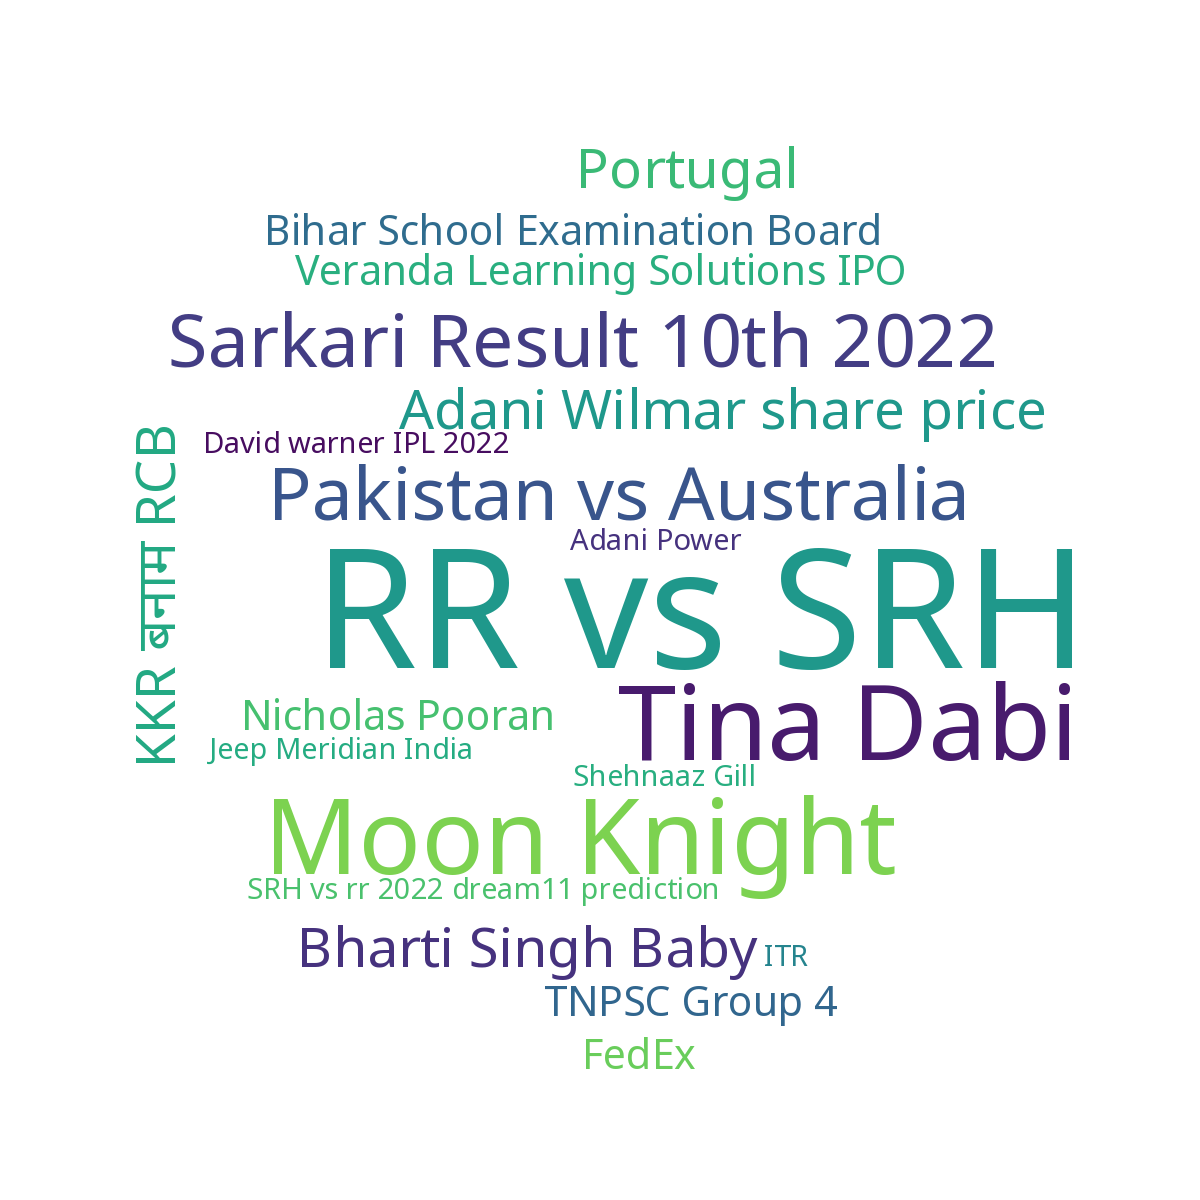 Portugal
Bihar School Examination Board
Veranda Learning Solutions IPO
Sarkari Result 10th 2022
Adani Wilmar share price
David warner IPL 2022
KKR बनाम RCB
Pakistan vs Australia
Adani Power
RR vs SRH
Tina Dabi
Nicholas Pooran
Jeep Meridian India
Shehnaaz Gill
Moon Knight
SRH vs rr 2022 dream11 prediction
Bharti Singh Baby
ITR
TNPSC Group 4
FedEx